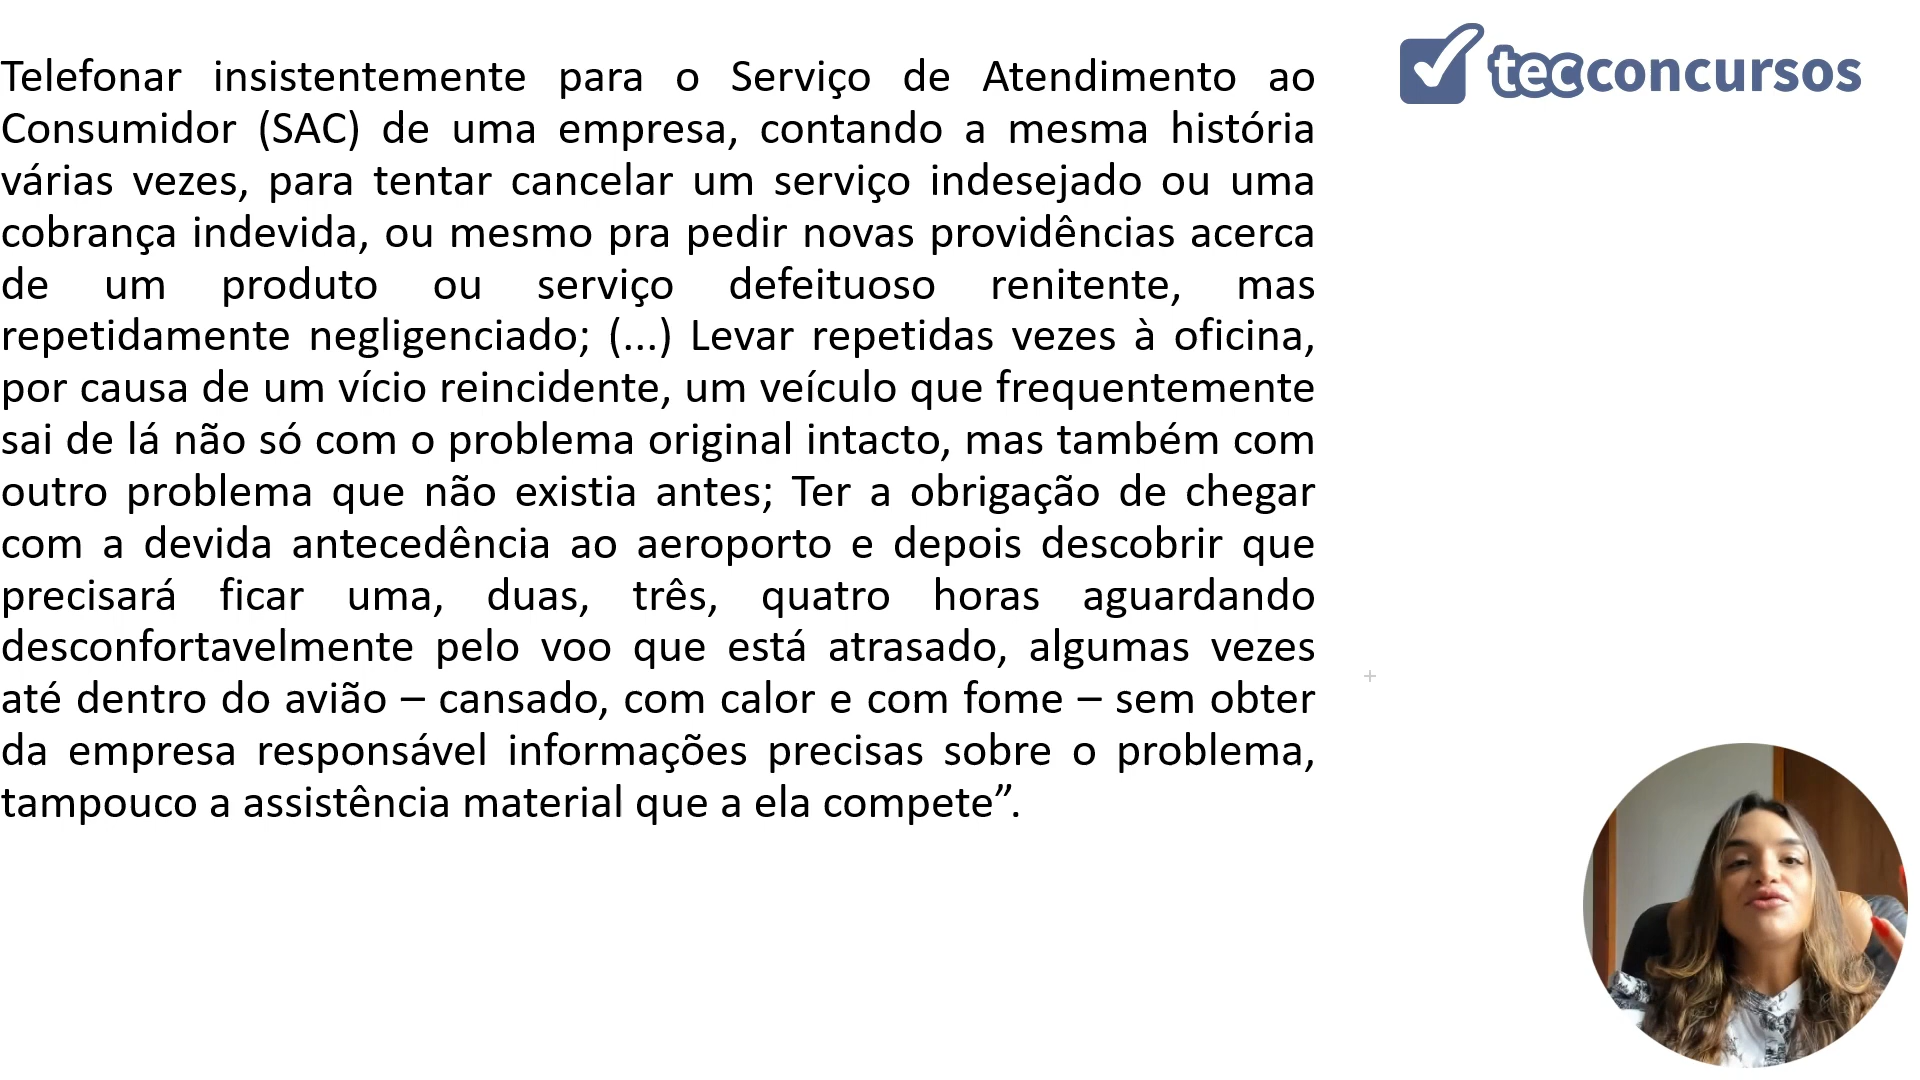 tecconcursos
Telefonar insistentemente para o Serviço de Atendimento ao
Consumidor (SAC) de uma empresa, contando a mesma história
várias vezes, para tentar cancelar um serviço indesejado ou uma
cobrança indevida, ou mesmo pra pedir novas providências acerca
de um produto ou serviço defeituoso renitente, mas
repetidamente negligenciado; (...) Levar repetidas vezes à oficina,
por causa de um vício reincidente, um veículo que frequentemente
sai de lá não só com o problema original intacto, mas também com
outro problema que não existia antes; Ter a obrigação de chegar
com a devida antecedência ao aeroporto e depois descobrir que
precisará ficar uma, duas, três, quatro horas aguardando
desconfortavelmente pelo voo que está atrasado, algumas vezes
até dentro do avião – cansado, com calor e com fome – sem obter
da empresa responsável informações precisas sobre o problema,
tampouco a assistência material que a ela compete”.